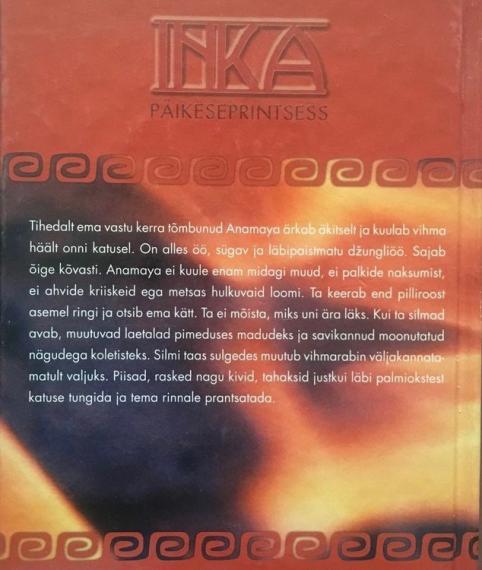 INKA
PÄIKESEPRINTSESS
Tihedalt ema vastu kerra tõmbunud Anamaya ärkab äkitselt ja kuulab vihma
häält onni katusel. On alles öö, sügav ja läbipaistmatu džungliöö. Sajab
õige kõvasti. Anamaya ei kuule enam midagi muud, ei palkide naksumist,
ei ahvide kriiskeid ega metsas hulkuvaid loomi. Ta keerab end pilliroost
asemel ringi ja otsib ema kätt. Ta ei mõista, miks uni ära läks. Kui ta silmad
avab, muutuvad laetalad pimeduses madudeks ja savikannud moonutatud
nägudega koletisteks. Silmi taas sulgedes muutub vihmarabin väljakannata-
matult valjuks. Piisad, rasked nagu kivid, tahaksid justkui läbi palmiokstest
katuse tungida ja tema rinnale prantsatada.